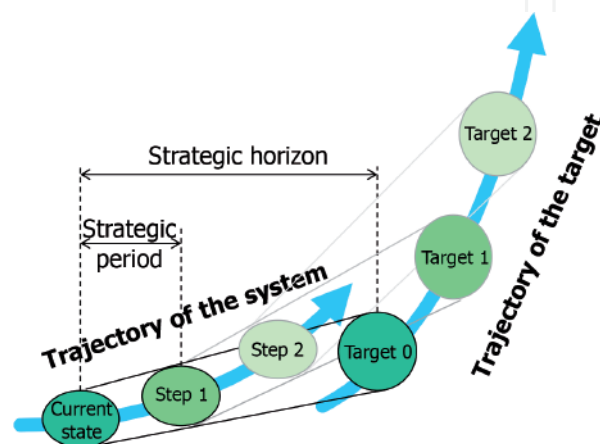 Target 2
Strategic horizon
Strategic
period
Target 1
Trajectory of the target
Trajectory of the system
Step 2
Target 0
Step 1
Current
state